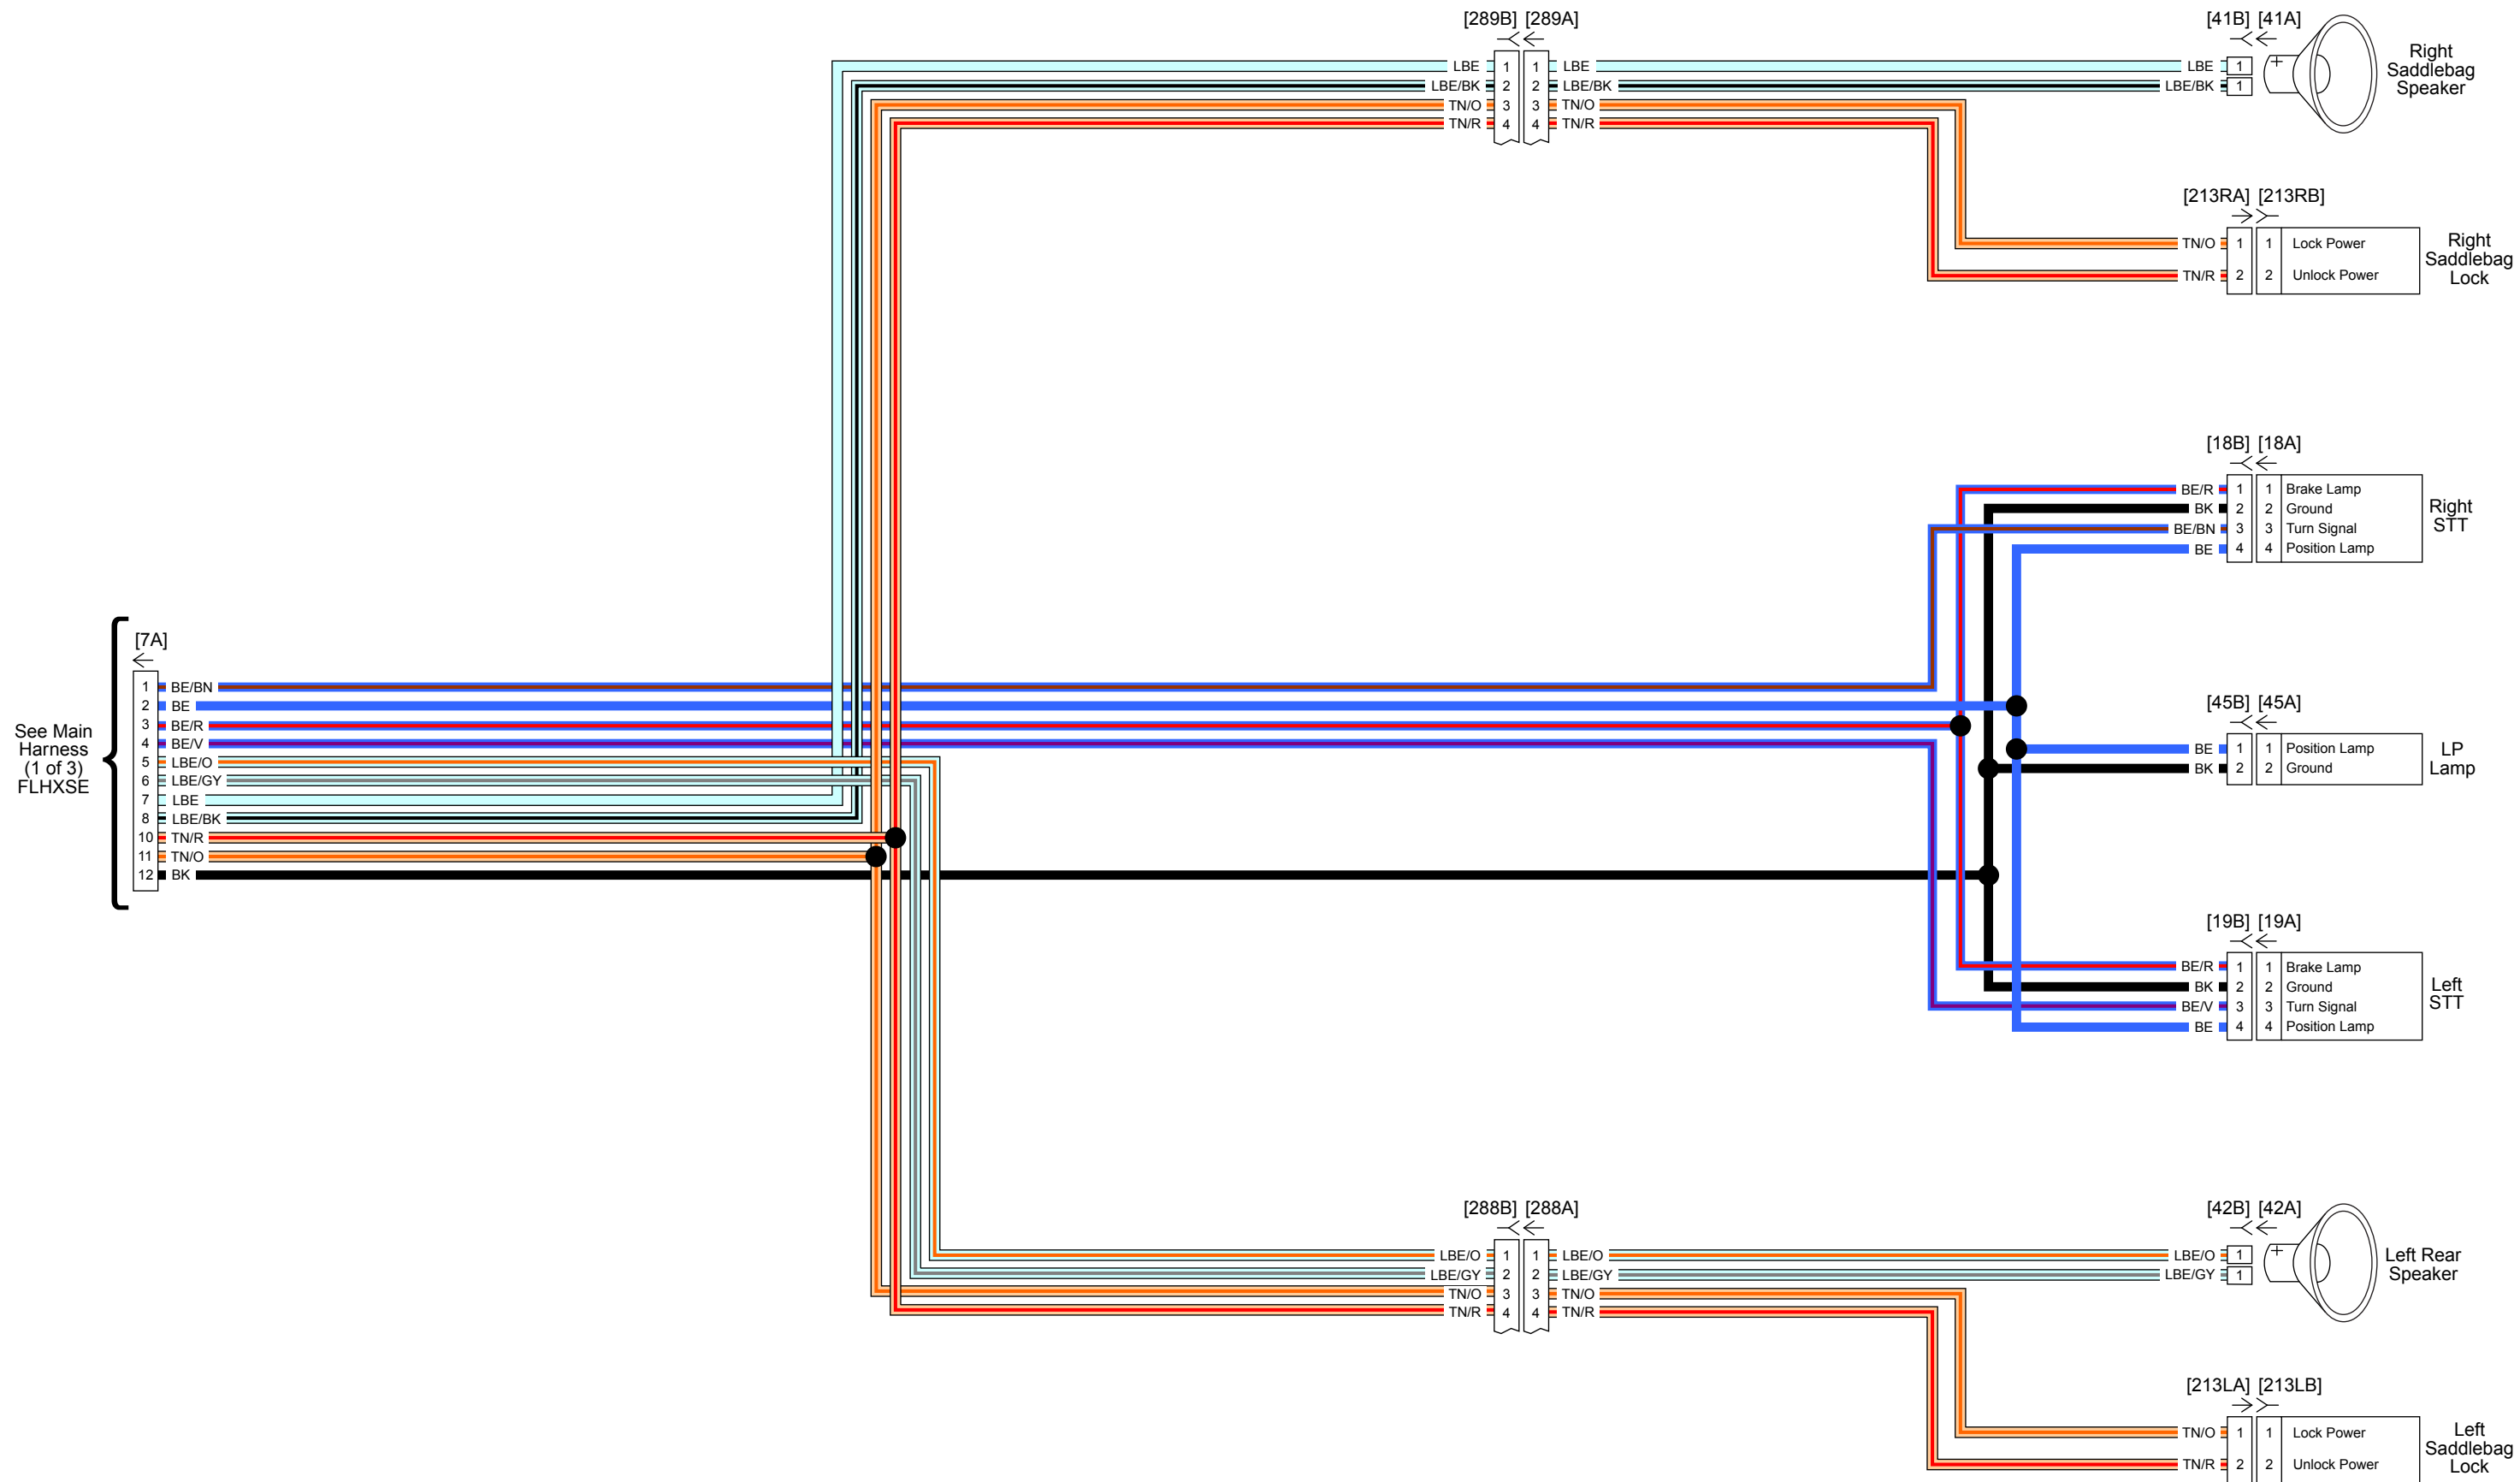 [289B] [289A]
LBE 1 1 LBE
LBE/BK 2 2 LBE/BK
TN/O 3 3 TN/O
TN/R 4 4 TN/R
[41B] [41A]
LBE 1
LBE/BK 1
+
Right
Saddlebag
Speaker
[213RA] [213RB]
TN/O 1 1 Lock Power
TN/R 2 2 Unlock Power
Right
Saddlebag
Lock
[18B] [18A]
BE/R 1 1 Brake Lamp
BK 2 2 Ground
BE/BN 3 3 Turn Signal
BE 4 4 Position Lamp
Right
STT
See Main
Harness
(1 of 3)
FLHXSE
[7A]
1 BE/BN
2 BE
3 BE/R
4 BE/V
5 LBE/O
6 LBE/GY
7 LBE
8 LBE/BK
10 TN/R
11 TN/O
12 BK
[45B] [45A]
BE 1 1 Position Lamp
BK 2 2 Ground
LP
Lamp
[19B] [19A]
BE/R 1 1 Brake Lamp
BK 2 2 Ground
BE/V 3 3 Turn Signal
BE 4 4 Position Lamp
Left
STT
[288B] [288A]
LBE/O 1 1 LBE/O
LBE/GY 2 2 LBE/GY
TN/O 3 3 TN/O
TN/R 4 4 TN/R
[42B] [42A]
LBE/O 1
LBE/GY 1
+
Left Rear
Speaker
[213LA] [213LB]
TN/O 1 1 Lock Power
TN/R 2 2 Unlock Power
Left
Saddlebag
Lock